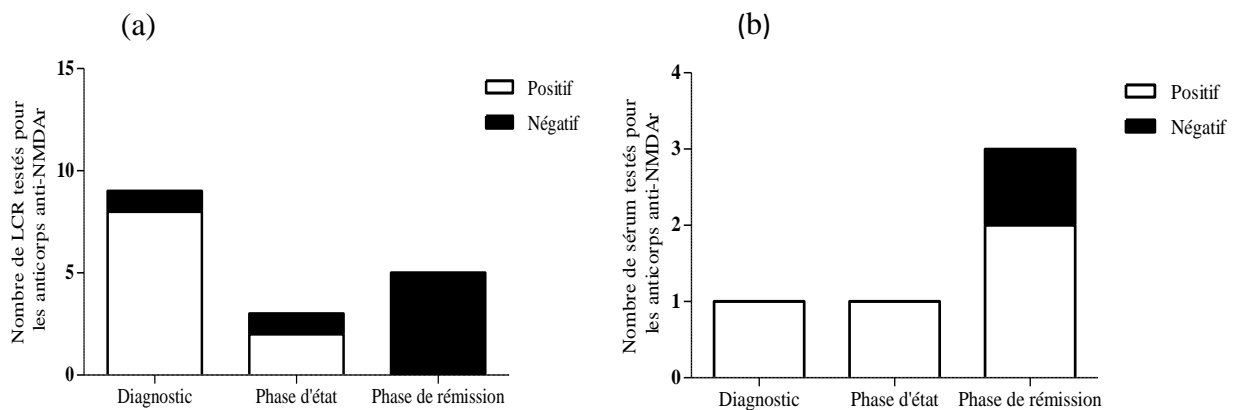 (a)
Nombre de LCR testés pour
les anticorps anti-NMDAr
15
10
5
0
Positif
Négatif
Diagnostic
Phase d'état
Phase de rémission
(b)
Nombre de sérum testés pour
les anticorps anti-NMDAr
4
3
2
1
0
Positif
Négatif
Diagnostic
Phase d'état
Phase de rémission